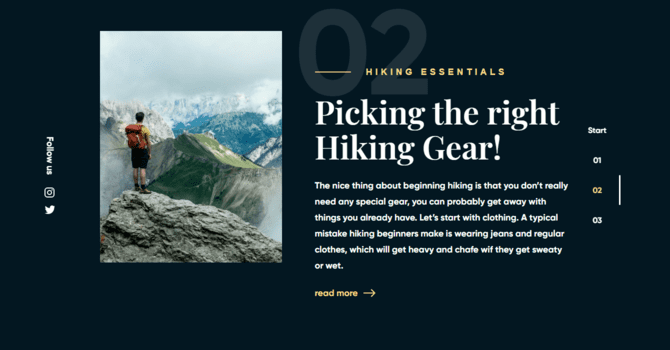 02
HIKING ESSENTIALS
Picking the right
Hiking Gear!
The nice thing about beginning hiking is that you don't really
need any special gear, you can probably get away with
things you already have. Let's start with clothing. A typical
mistake hiking beginners make is wearing jeans and regular
clothes, which will get heavy and chafe wif they get sweaty
or wet.
read more
Follow us
Start
01
02
03